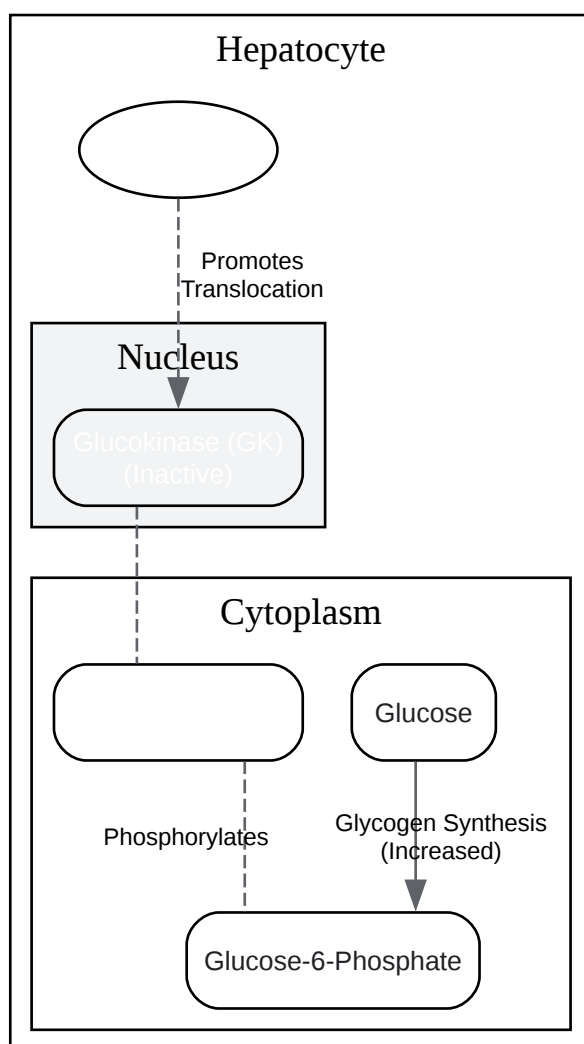 Hepatocyte
Promotes
Translocation
Nucleus
Glucokinase (GK)
(Inactive)
Cytoplasm
Glucose
Phosphorylates
Glycogen Synthesis
(Increased)
Glucose-6-Phosphate